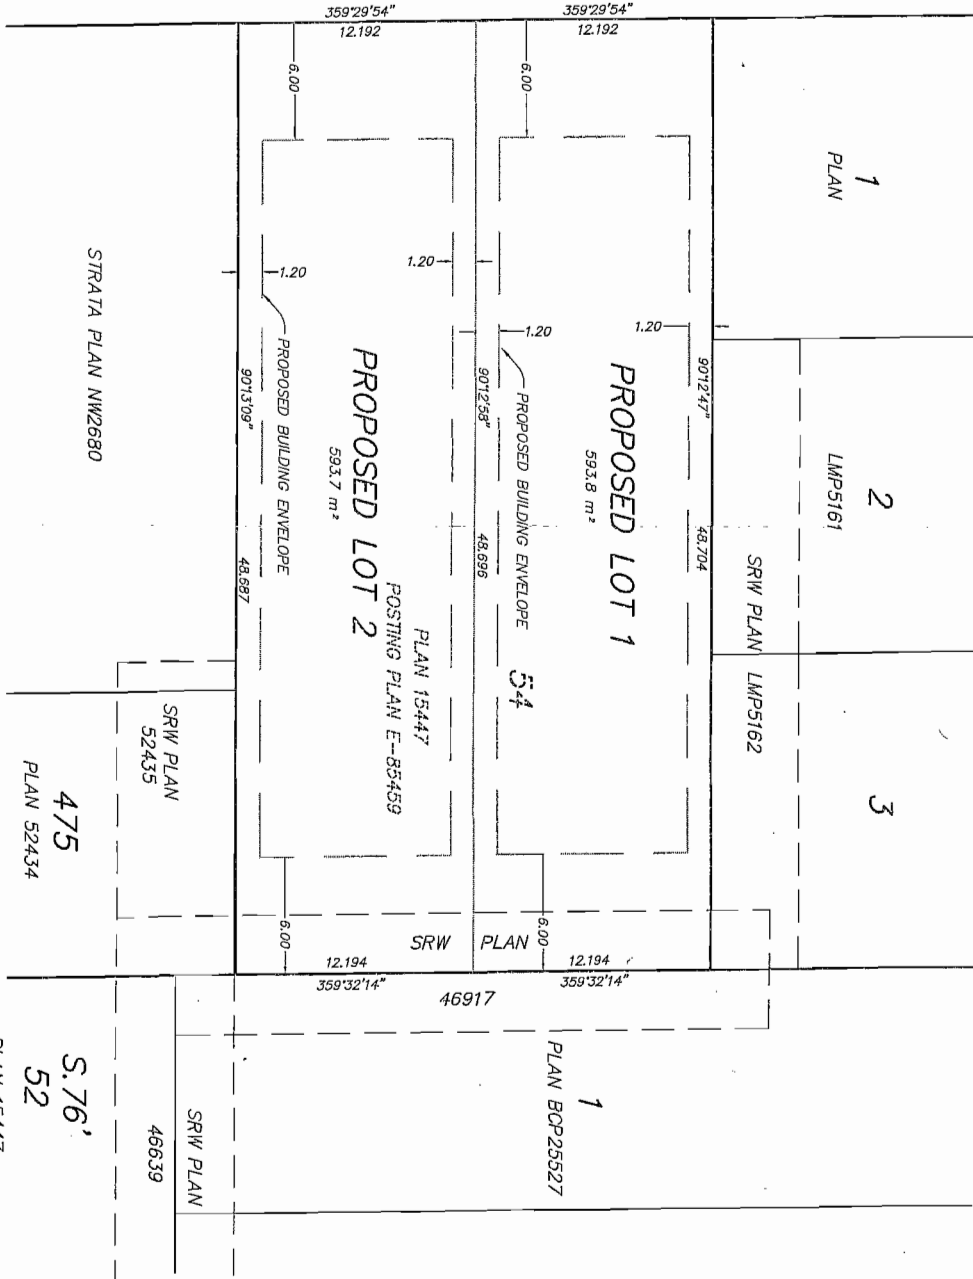 359°29'54"
12.192
359°29'54"
12.192
6.00
6.00
1
PLAN
STRATA PLAN NW2680
1.20
1.20
1.20
1.20
PROPOSED BUILDING ENVELOPE
90°13'09"
48.687
PROPOSED LOT 2
593.7 m²
PLAN 15447
POSTING PLAN E--85459
90°12'58"
48.696
PROPOSED BUILDING ENVELOPE
54
PROPOSED LOT 1
593.8 m²
90°12'47"
48.704
2
LMP5161
SRW PLAN LMP5162
3
SRW PLAN
52435
475
PLAN 52434
6.00
6.00
SRW PLAN
12.194
359°32'14"
12.194
359°32'14"
46917
S.76'
52
SRW PLAN
46639
1
PLAN BCP25527